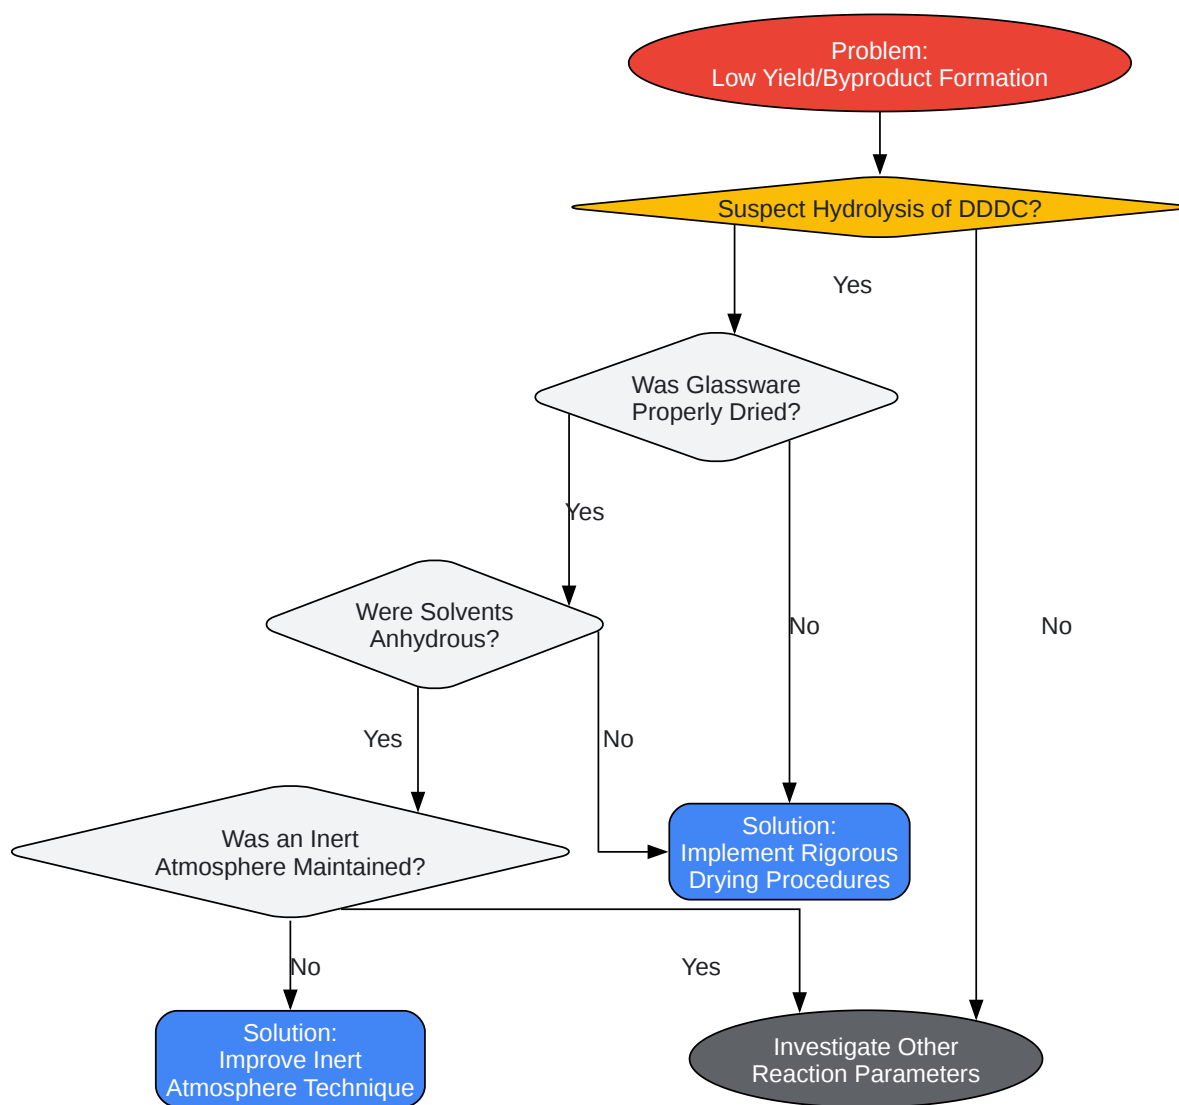 Problem:
Low Yield/Byproduct Formation
Suspect Hydrolysis of DDDC?
Yes
Was Glassware
Properly Dried?
Yes
Were Solvents
Anhydrous?
No
No
Yes
No
Was an Inert
Atmosphere Maintained?
Solution:
Implement Rigorous
Drying Procedures
No
Yes
Solution:
Improve Inert
Atmosphere Technique
Investigate Other
Reaction Parameters